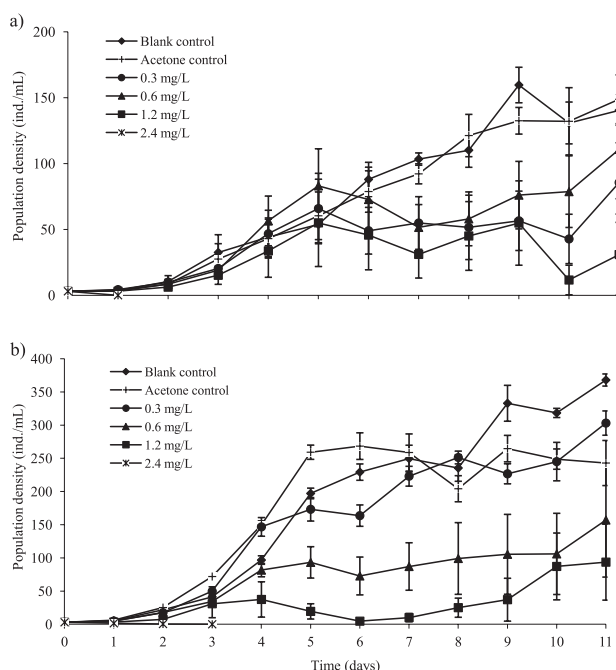 a)
200
150
100
50
0
Population density (ind./mL)
Blank control
Acetone control
0.3 mg/L
0.6 mg/L
1.2 mg/L
2.4 mg/L
b)
400
350
300
250
200
150
100
50
0
Population density (ind./mL)
Blank control
Acetone control
0.3 mg/L
0.6 mg/L
1.2 mg/L
2.4 mg/L
0 1 2 3 4 5 6 7 8 9 10 11
Time (days)